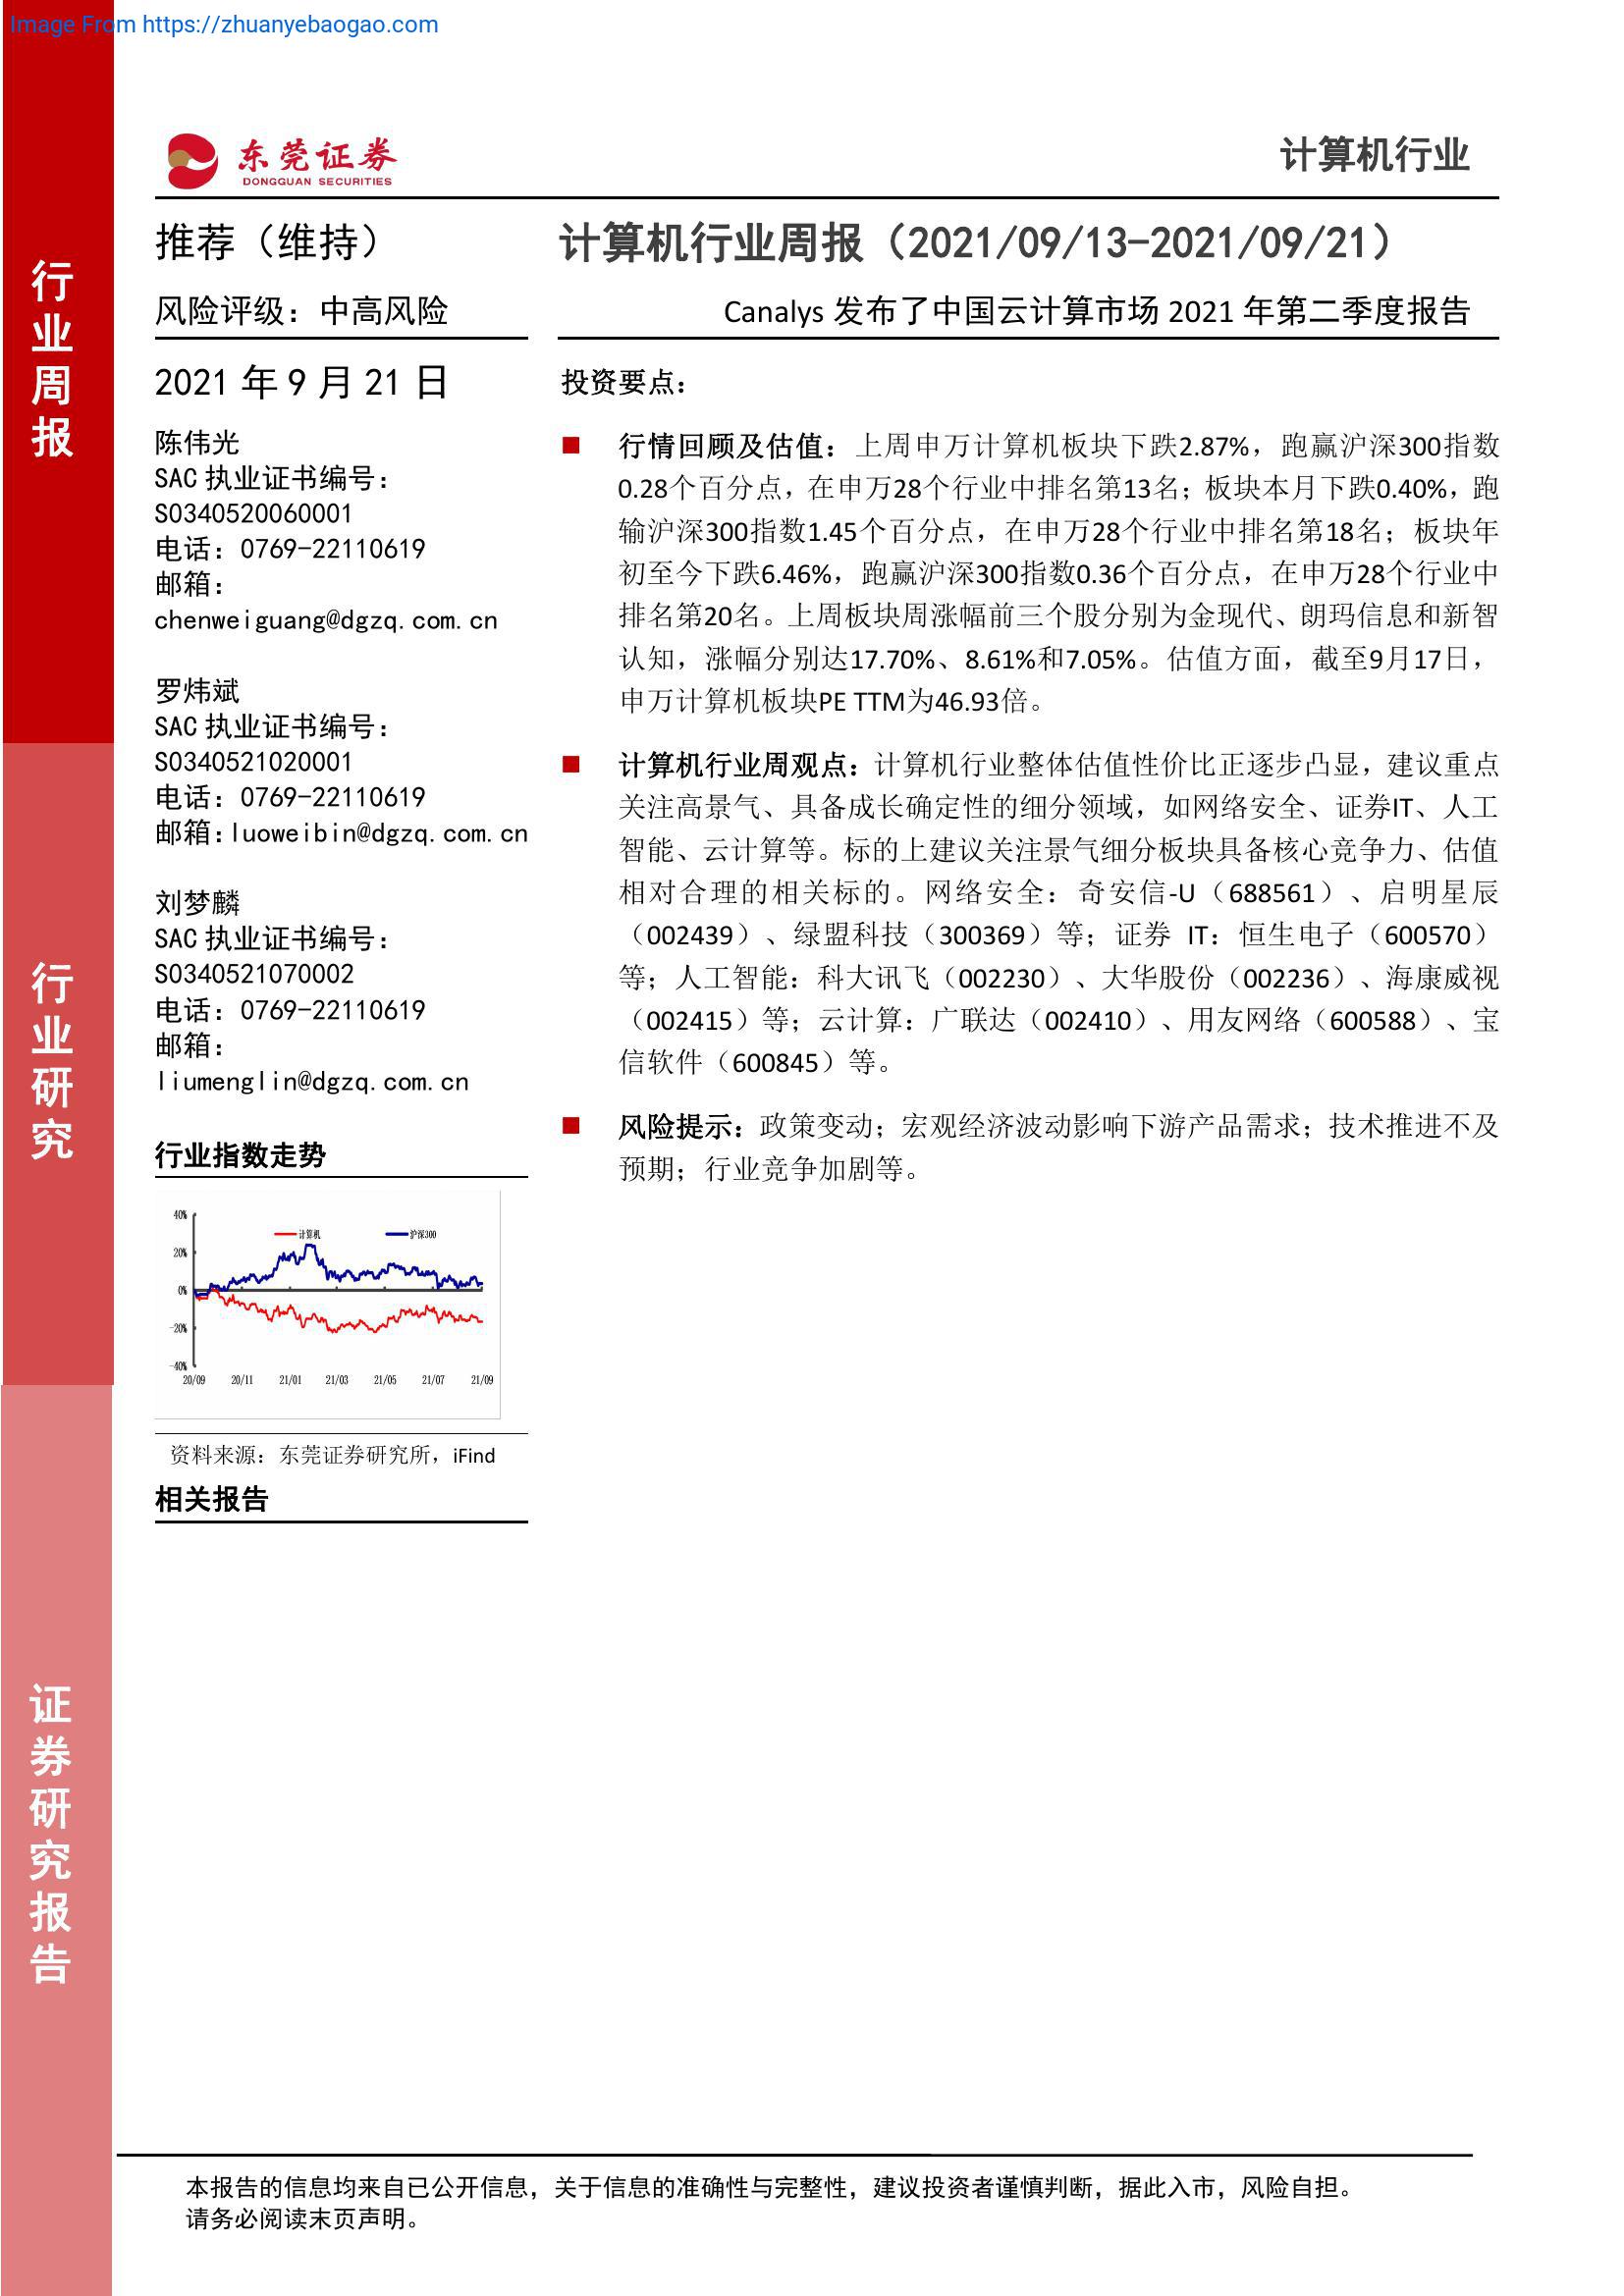 Image From https://zhuanyebaogao.com
东莞证券
DONGGUAN SECURITIES
计算机行业
行业周报
行业研究
证券研究报告
推荐（维持）
风险评级：中高风险
2021 年 9 月 21 日
陈伟光
SAC 执业证书编号：
S0340520060001
电话：0769-22110619
邮箱：
chenweiguang@dgzq.com.cn
罗炜斌
SAC 执业证书编号：
S0340521020001
电话：0769-22110619
邮箱：luoweibin@dgzq.com.cn
刘梦麟
SAC 执业证书编号：
S0340521070002
电话：0769-22110619
邮箱：
liumenglin@dgzq.com.cn
行业指数走势
计算机 沪深300
40%
20%
0%
-20%
-40%
20/09 20/11 21/01 21/03 21/05 21/07 21/09
资料来源：东莞证券研究所，iFind
相关报告
计算机行业周报（2021/09/13-2021/09/21）
Canalys 发布了中国云计算市场 2021 年第二季度报告
投资要点：
■ 行情回顾及估值：上周申万计算机板块下跌2.87%，跑赢沪深300指数
0.28个百分点，在申万28个行业中排名第13名；板块本月下跌0.40%，跑
输沪深300指数1.45个百分点，在申万28个行业中排名第18名；板块年
初至今下跌6.46%，跑赢沪深300指数0.36个百分点，在申万28个行业中
排名第20名。上周板块周涨幅前三个股分别为金现代、朗玛信息和新智
认知，涨幅分别达17.70%、8.61%和7.05%。估值方面，截至9月17日，
申万计算机板块PE TTM为46.93倍。
■ 计算机行业周观点：计算机行业整体估值性价比正逐步凸显，建议重点
关注高景气、具备成长确定性的细分领域，如网络安全、证券IT、人工
智能、云计算等。标的上建议关注景气细分板块具备核心竞争力、估值
相对合理的相关标的。网络安全：奇安信-U（688561）、启明星辰
（002439）、绿盟科技（300369）等；证券 IT：恒生电子（600570）
等；人工智能：科大讯飞（002230）、大华股份（002236）、海康威视
（002415）等；云计算：广联达（002410）、用友网络（600588）、宝
信软件（600845）等。
■ 风险提示：政策变动；宏观经济波动影响下游产品需求；技术推进不及
预期；行业竞争加剧等。
本报告的信息均来自已公开信息，关于信息的准确性与完整性，建议投资者谨慎判断，据此入市，风险自担。
请务必阅读末页声明。